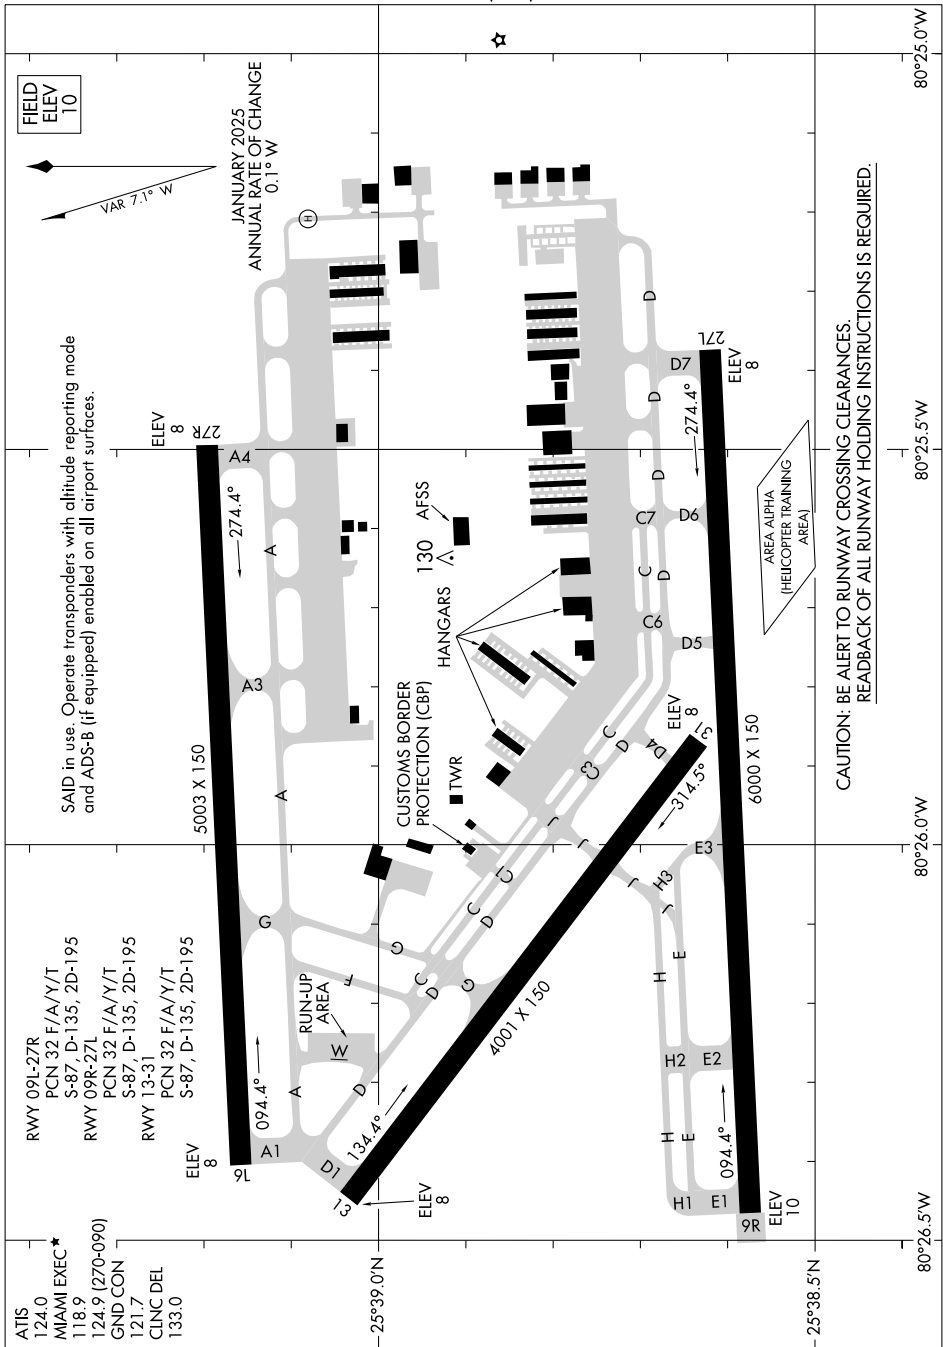 ATIS
124.0
MIAMI EXEC★
118.9
124.9 (270-090)
GND CON
121.7
CLNC DEL
133.0
RWY 09L-27R
PCN 32 F/A/Y/T
S-87, D-135, 2D-195
RWY 09R-27L
PCN 32 F/A/Y/T
S-87, D-135, 2D-195
RWY 13-31
PCN 32 F/A/Y/T
S-87, D-135, 2D-195
SAID in use. Operate transponders with altitude reporting mode
and ADS-B (if equipped) enabled on all airport surfaces.
FIELD
ELEV
10
VAR 7.1° W
JANUARY 2025
ANNUAL RATE OF CHANGE
0.1° W
ELEV
8
9L
094.4°
5003 X 150
274.4°
27R
ELEV
8
A1
A
G
A
A3
A
A4
H
RUN-UP
AREA
W
F
G
D1
D
13
ELEV
8
134.4°
4001 X 150
314.5°
31
ELEV
8
C
D
G
C
D
C1
J
J
C3
D
C
D4
J
H3
J
CUSTOMS BORDER
PROTECTION (CBP)
TWR
HANGARS
130
AFSS
C6
C
D
C7
D
D
D
D5
D6
D7
H
H
H1
H2
E
E
E1
E2
E3
9R
ELEV
10
094.4°
6000 X 150
274.4°
27L
ELEV
8
AREA ALPHA
(HELICOPTER TRAINING
AREA)
CAUTION: BE ALERT TO RUNWAY CROSSING CLEARANCES.
READBACK OF ALL RUNWAY HOLDING INSTRUCTIONS IS REQUIRED.
25°39.0'N
25°38.5'N
80°26.5'W
80°26.0'W
80°25.5'W
80°25.0'W